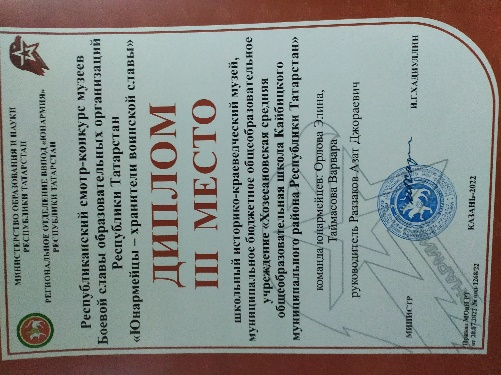 МИНИСТЕРСТВО ОБРАЗОВАНИЯ И НАУКИ
РЕСПУБЛИКИ ТАТАРСТАН
РЕГИОНАЛЬНОЕ ОТДЕЛЕНИЕ ВВПОД «ЮНАРМИЯ»
РЕСПУБЛИКИ ТАТАРСТАН
Республиканский смотр-конкурс музеев
Боевой славы образовательных организаций
Республики Татарстан
«Юнармейцы – хранители воинской славы»
ДИПЛОМ
III МЕСТО
школьный историко-краеведческий музей,
муниципальное бюджетное общеобразовательное
учреждение «Хозесановская средняя
общеобразовательная школа Кайбицкого
муниципального района Республики Татарстан»
команда юнармейцев: Орлова Элина,
Таймасова Варвара,
руководитель Раззаков Азат Джораевич
МИНИСТР
И.Г.ХАДИУЛЛИН
КАЗАНЬ-2022
Приказ МОиН РТ